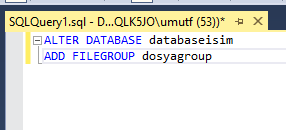 SQLQuery1.sql - D...QLK5JO\umutf (53))*
ALTER DATABASE databaseisim
ADD FILEGROUP dosyagroup